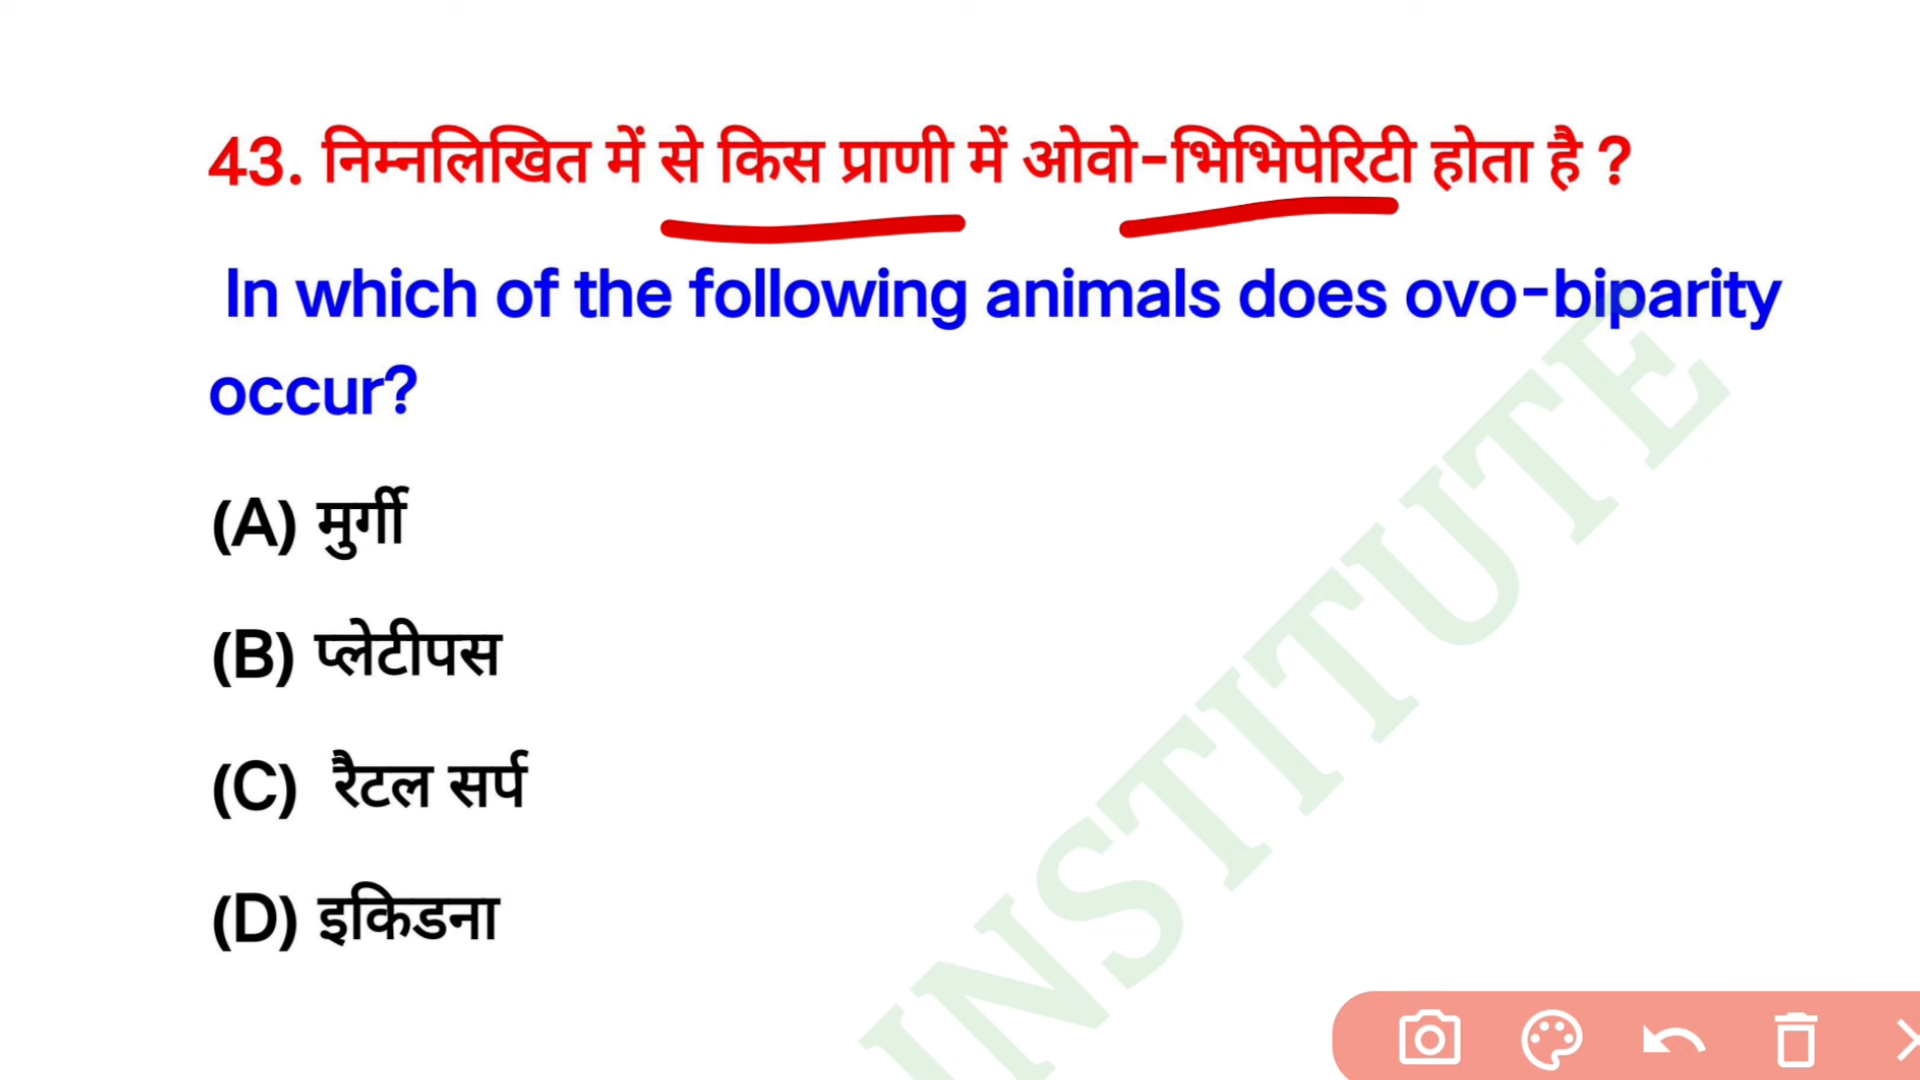 43. निम्नलिखित में से किस प्राणी में ओवो-भिभिपेरिटी होता है ?
In which of the following animals does ovo-biparity
occur?
(A) मुर्गी
(B) प्लेटीपस
(C) रैटल सर्प
(D) इकिडना
INSTITUTE